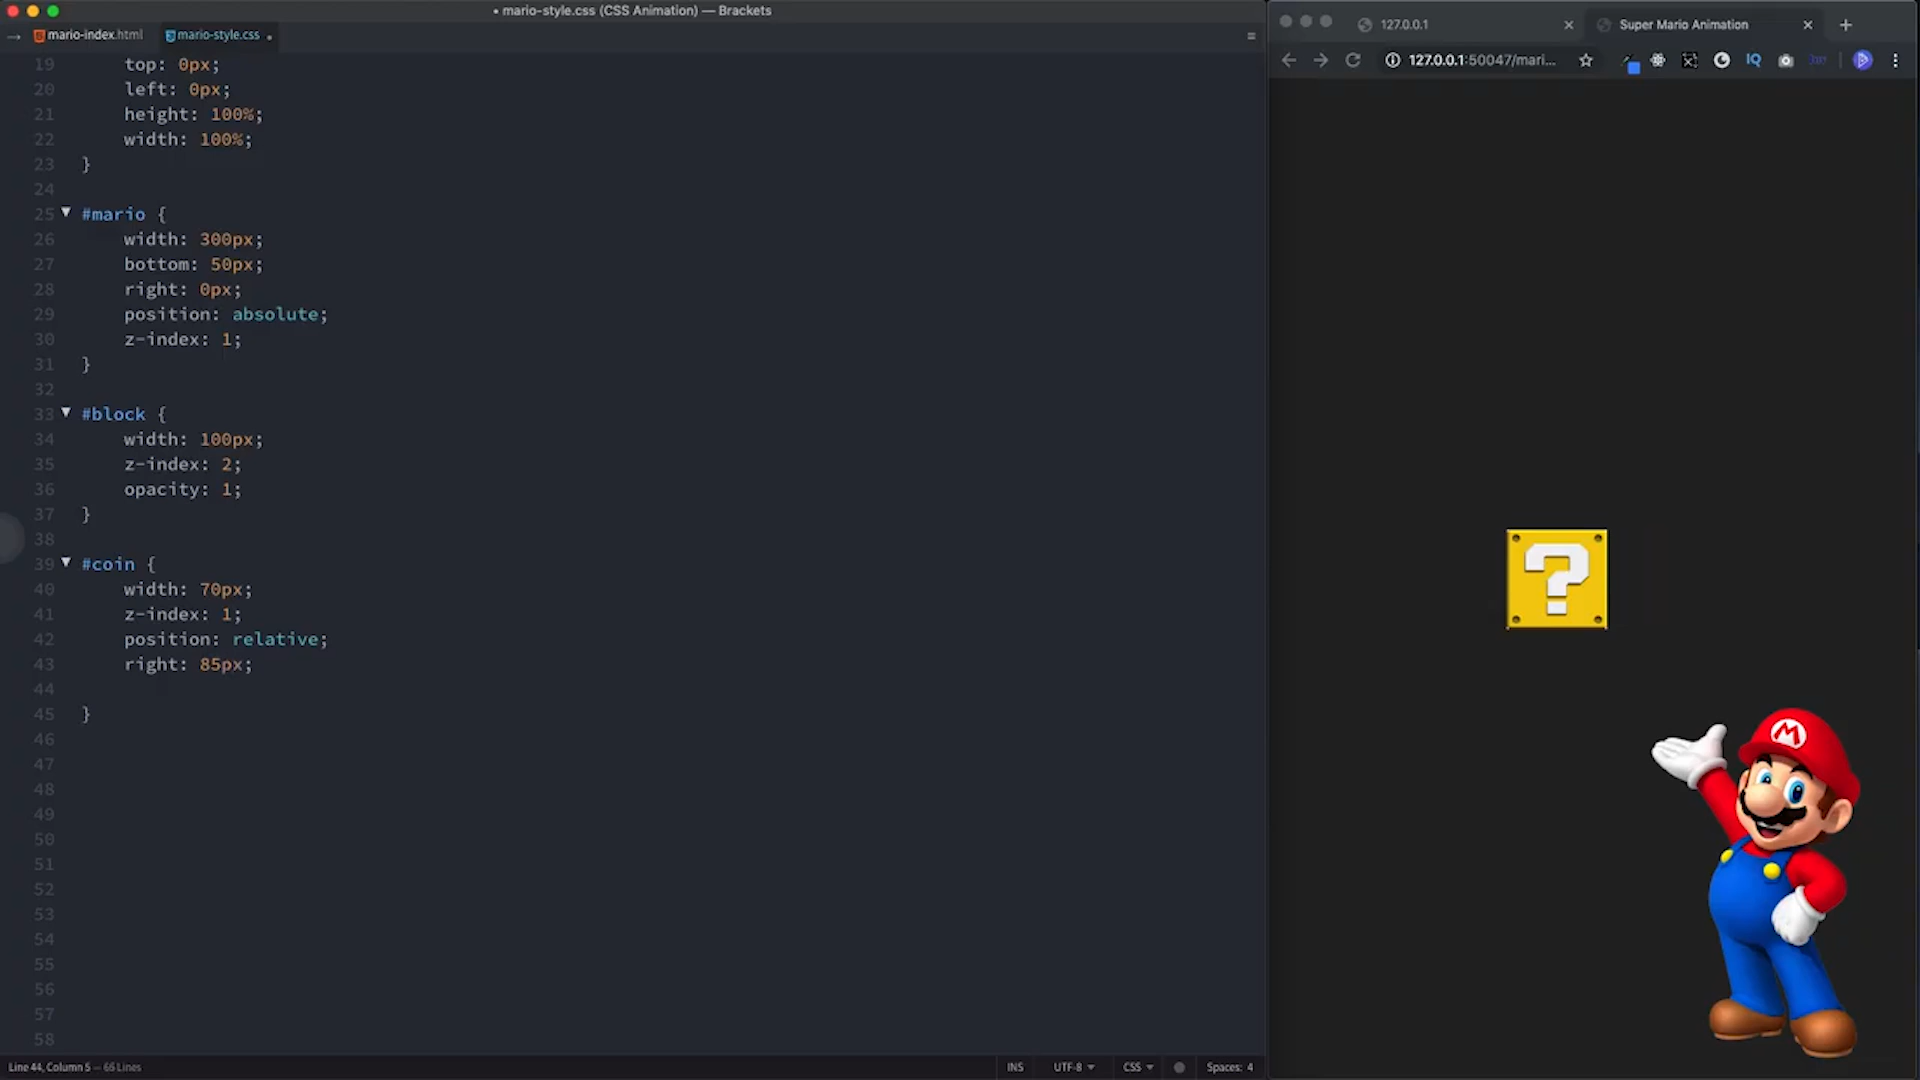 • mario-style.css (CSS Animation) — Brackets
mario-index.html
mario-style.css •
19 top: 0px;
20 left: 0px;
21 height: 100%;
22 width: 100%;
23 }
24
25 #mario {
26 width: 300px;
27 bottom: 50px;
28 right: 0px;
29 position: absolute;
30 z-index: 1;
31 }
32
33 #block {
34 width: 100px;
35 z-index: 2;
36 opacity: 1;
37 }
38
39 #coin {
40 width: 70px;
41 z-index: 1;
42 position: relative;
43 right: 85px;
44
45 }
46
47
48
49
50
51
52
53
54
55
56
57
58
Line 44, Column 5 — 66 Lines
INS
UTF-8
CSS
Spaces: 4
127.0.0.1
Super Mario Animation
127.0.0.1:50047/mari...
IQ
?
M